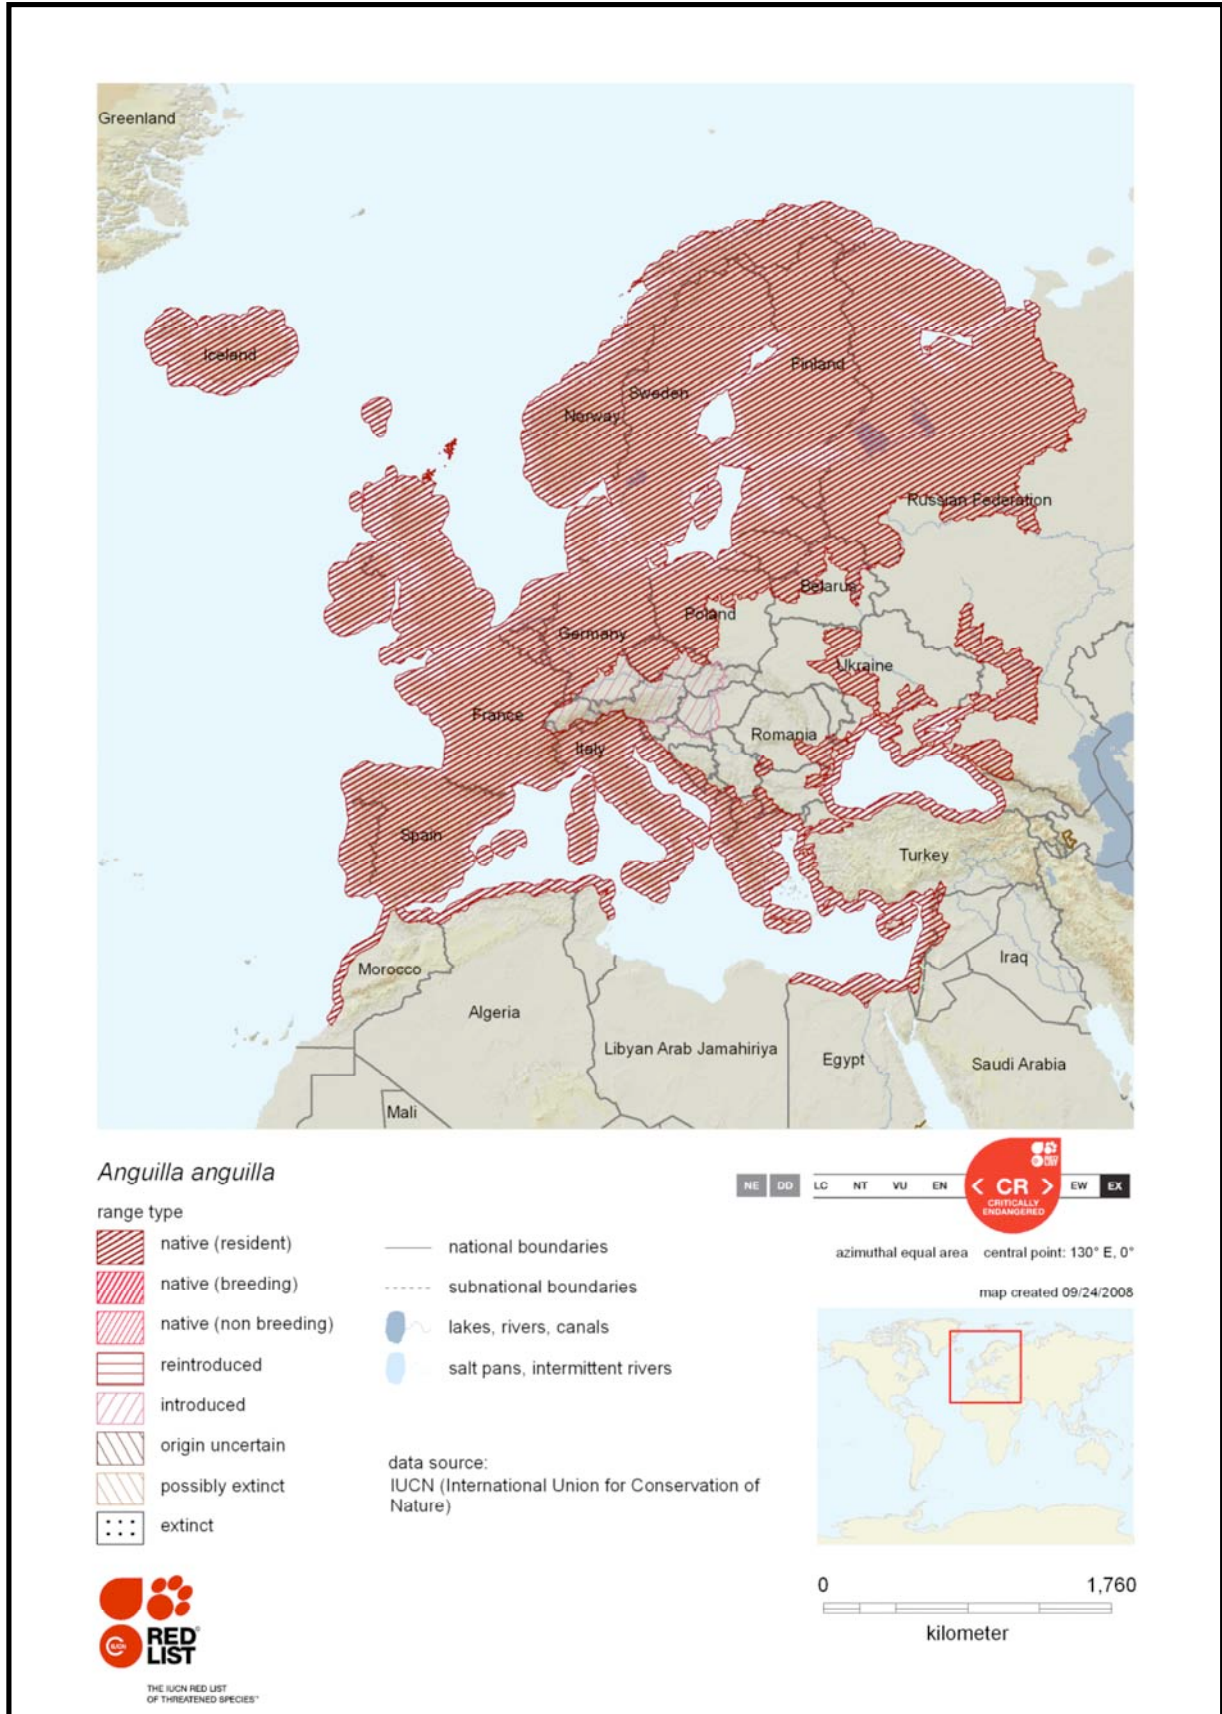 Greenland
Iceland
Finland
Sweden
Norway
Russian Federation
Belarus
Poland
Germany
Ukraine
France
Romania
Italy
Spain
Turkey
Iraq
Morocco
Algeria
Libyan Arab Jamahiriya
Egypt
Saudi Arabia
Mali
Anguilla anguilla
range type
native (resident)
native (breeding)
native (non breeding)
reintroduced
introduced
origin uncertain
possibly extinct
extinct
national boundaries
subnational boundaries
lakes, rivers, canals
salt pans, intermittent rivers
data source:
IUCN (International Union for Conservation of
Nature)
NE DD LC NT VU EN < CR > EW EX
CRITICALLY
ENDANGERED
azimuthal equal area central point: 130° E, 0°
map created 09/24/2008
0 1,760
kilometer
IUCN
RED
LIST
THE IUCN RED LIST
OF THREATENED SPECIES™